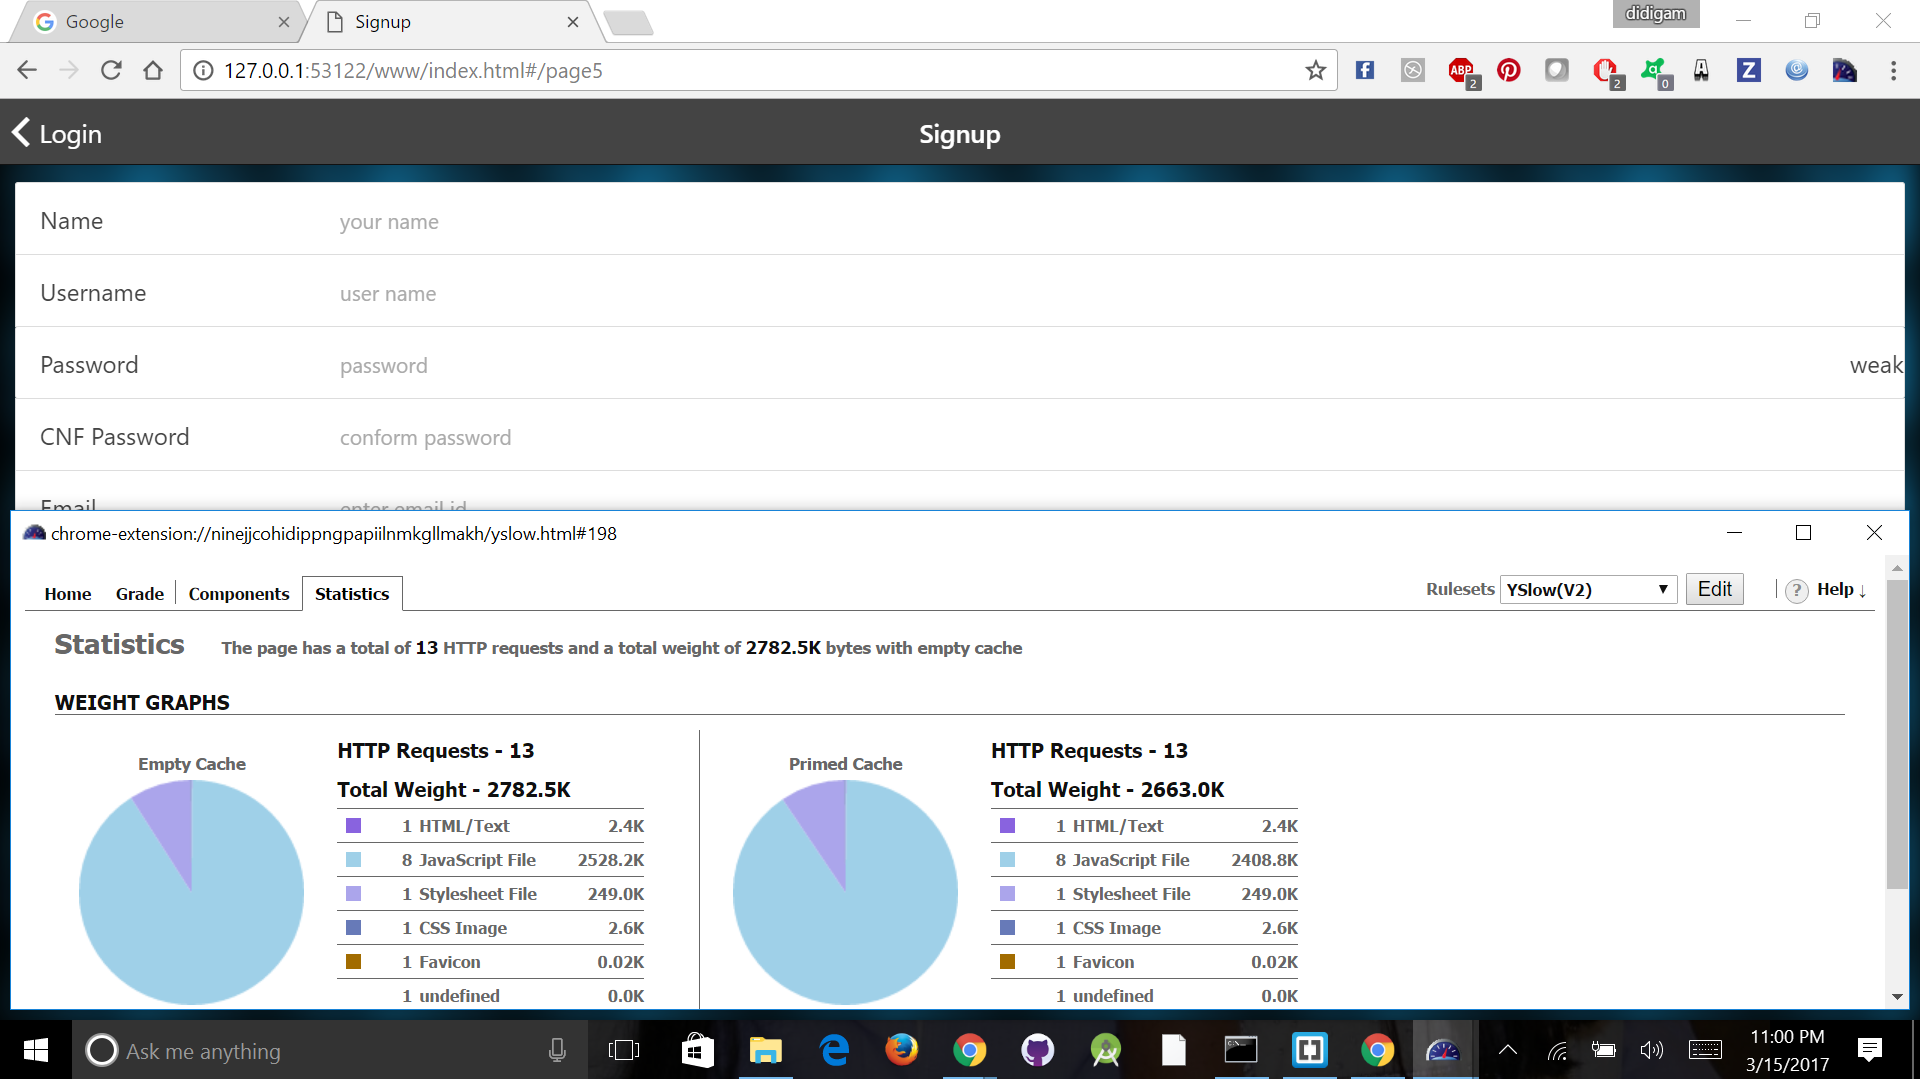 Google
Signup
didigam
127.0.0.1:53122/www/index.html#/page5
ABP 2
2
0
Z
Login
Signup
Name your name
Username user name
Password password weak
CNF Password conform password
Email enter email id
chrome-extension://ninejjcohidippngpapiilnmkgllmakh/yslow.html#198
Home Grade Components Statistics Rulesets YSlow(V2) Edit ? Help ↓
Statistics The page has a total of 13 HTTP requests and a total weight of 2782.5K bytes with empty cache
WEIGHT GRAPHS
Empty Cache
HTTP Requests - 13
Total Weight - 2782.5K
1 HTML/Text 2.4K
8 JavaScript File 2528.2K
1 Stylesheet File 249.0K
1 CSS Image 2.6K
1 Favicon 0.02K
1 undefined 0.0K
Primed Cache
HTTP Requests - 13
Total Weight - 2663.0K
1 HTML/Text 2.4K
8 JavaScript File 2408.8K
1 Stylesheet File 249.0K
1 CSS Image 2.6K
1 Favicon 0.02K
1 undefined 0.0K
Ask me anything
11:00 PM
3/15/2017